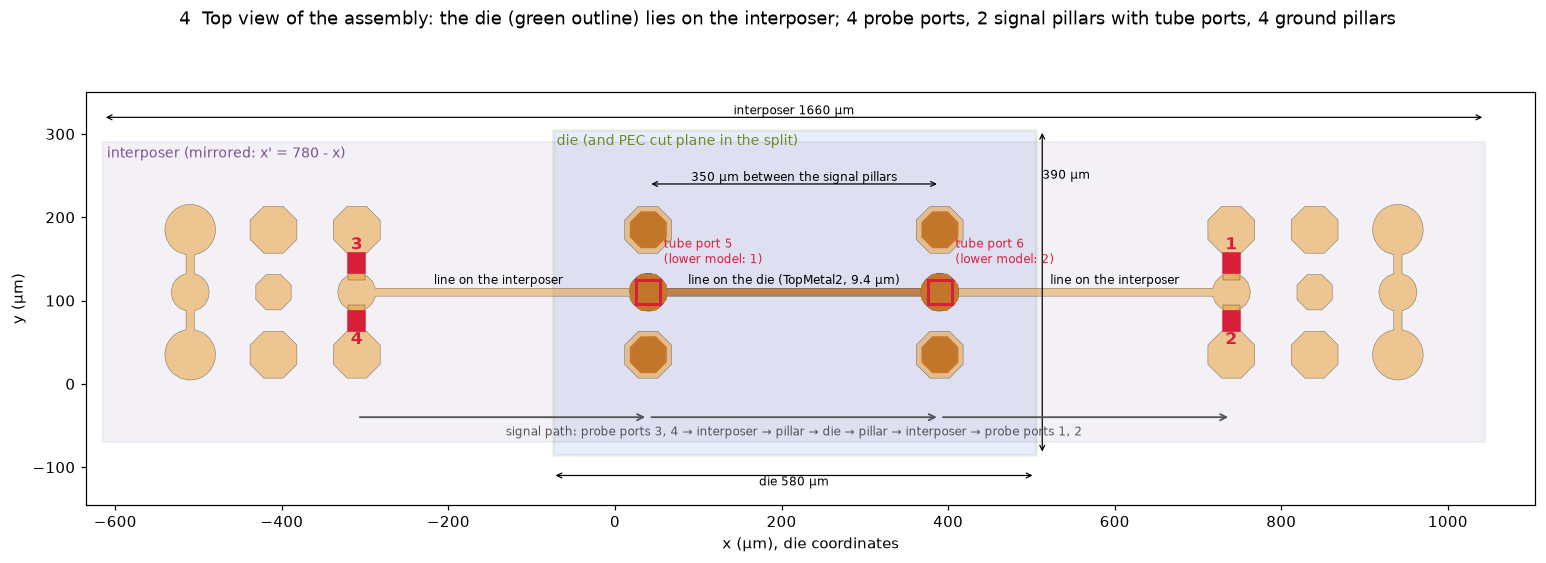 4  Top view of the assembly: the die (green outline) lies on the interposer; 4 probe ports, 2 signal pillars with tube ports, 4 ground pillars
interposer 1660 µm
die (and PEC cut plane in the split)
interposer (mirrored: x' = 780 - x)
350 µm between the signal pillars
390 µm
3
tube port 5
(lower model: 1)
tube port 6
(lower model: 2)
1
line on the interposer
line on the die (TopMetal2, 9.4 µm)
line on the interposer
4
2
signal path: probe ports 3, 4 → interposer → pillar → die → pillar → interposer → probe ports 1, 2
die 580 µm
300
200
100
0
−100
y (µm)
−600
−400
−200
0
200
400
600
800
1000
x (µm), die coordinates